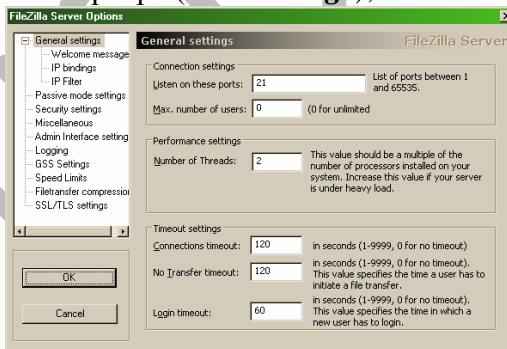 FileZilla Server Options
General settings
Welcome message
IP bindings
IP Filter
Passive mode settings
Security settings
Miscellaneous
Admin Interface setting
Logging
GSS Settings
Speed Limits
Filetransfer compression
SSL/TLS settings
OK
Cancel
General settings
FileZilla Server
Connection settings
Listen on these ports: 21 List of ports between 1
and 65535.
Max. number of users: 0 (0 for unlimited
Performance settings
Number of Threads: 2 This value should be a multiple of the
number of processors installed on your
system. Increase this value if your server
is under heavy load.
Timeout settings
Connections timeout: 120 in seconds (1-9999, 0 for no timeout)
No Transfer timeout: 120 in seconds (1-9999, 0 for no timeout).
This value specifies the time a user has to
initiate a file transfer.
Login timeout: 60 in seconds (1-9999, 0 for no timeout).
This value specifies the time in which a
new user has to login.